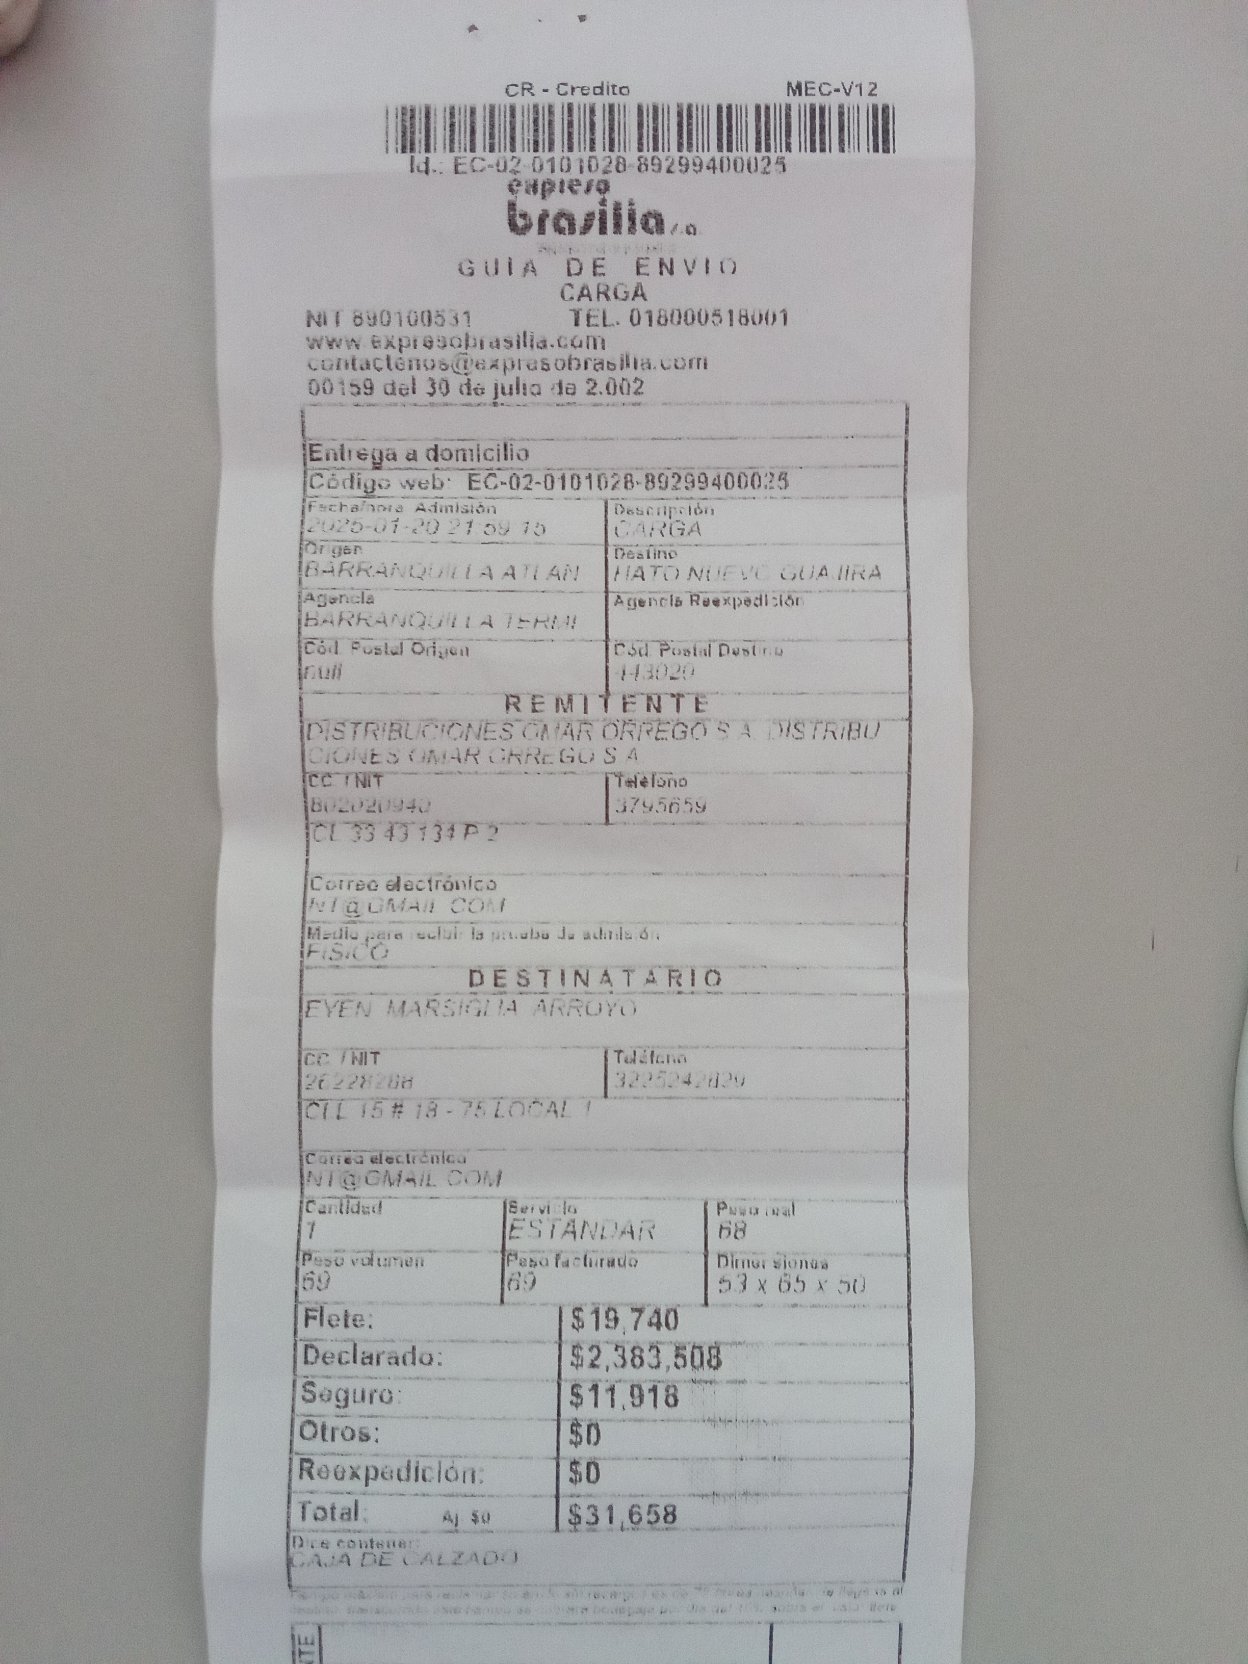 CR - Credito MEC-V12
Id.: EC-02-0101028-89299400025
expreso
brasilia s.a.
GUIA DE ENVIO
CARGA
NIT 890100531 TEL. 018000518001
www.expresobrasilia.com
contactenos@expresobrasilia.com
00159 del 30 de julio de 2.002
Entrega a domicilio
Código web: EC-02-0101028-89299400025
Fecha/hora Admisión Descripción
2025-01-20 21:59:15 CARGA
Origen Destino
BARRANQUILLA ATLAN HATO NUEVO GUAJIRA
Agencia Agencia Reexpedición
BARRANQUILLA TERMI
Cód. Postal Origen Cód. Postal Destino
null 443020
REMITENTE
DISTRIBUCIONES OMAR ORREGO S A DISTRIBU
CIONES OMAR ORREGO S A
CC / NIT Teléfono
802020940 3795659
CL 33 43 134 P 2
Correo electrónico
NT@GMAIL.COM
Medio para recibir la prueba de admisión
FISICO
DESTINATARIO
EYEN MARSIGLIA ARROYO
CC / NIT Teléfono
26228288 3225242829
CLL 15 # 18 - 75 LOCAL 1
Correo electrónico
NT@GMAIL.COM
Cantidad Servicio Peso real
1 ESTANDAR 68
Peso volumen Peso facturado Dimensiones
69 69 53 x 65 x 50
Flete: $19,740
Declarado: $2,383,508
Seguro: $11,918
Otros: $0
Reexpedición: $0
Total: Aj $0 $31,658
Dice contener:
CAJA DE CALZADO